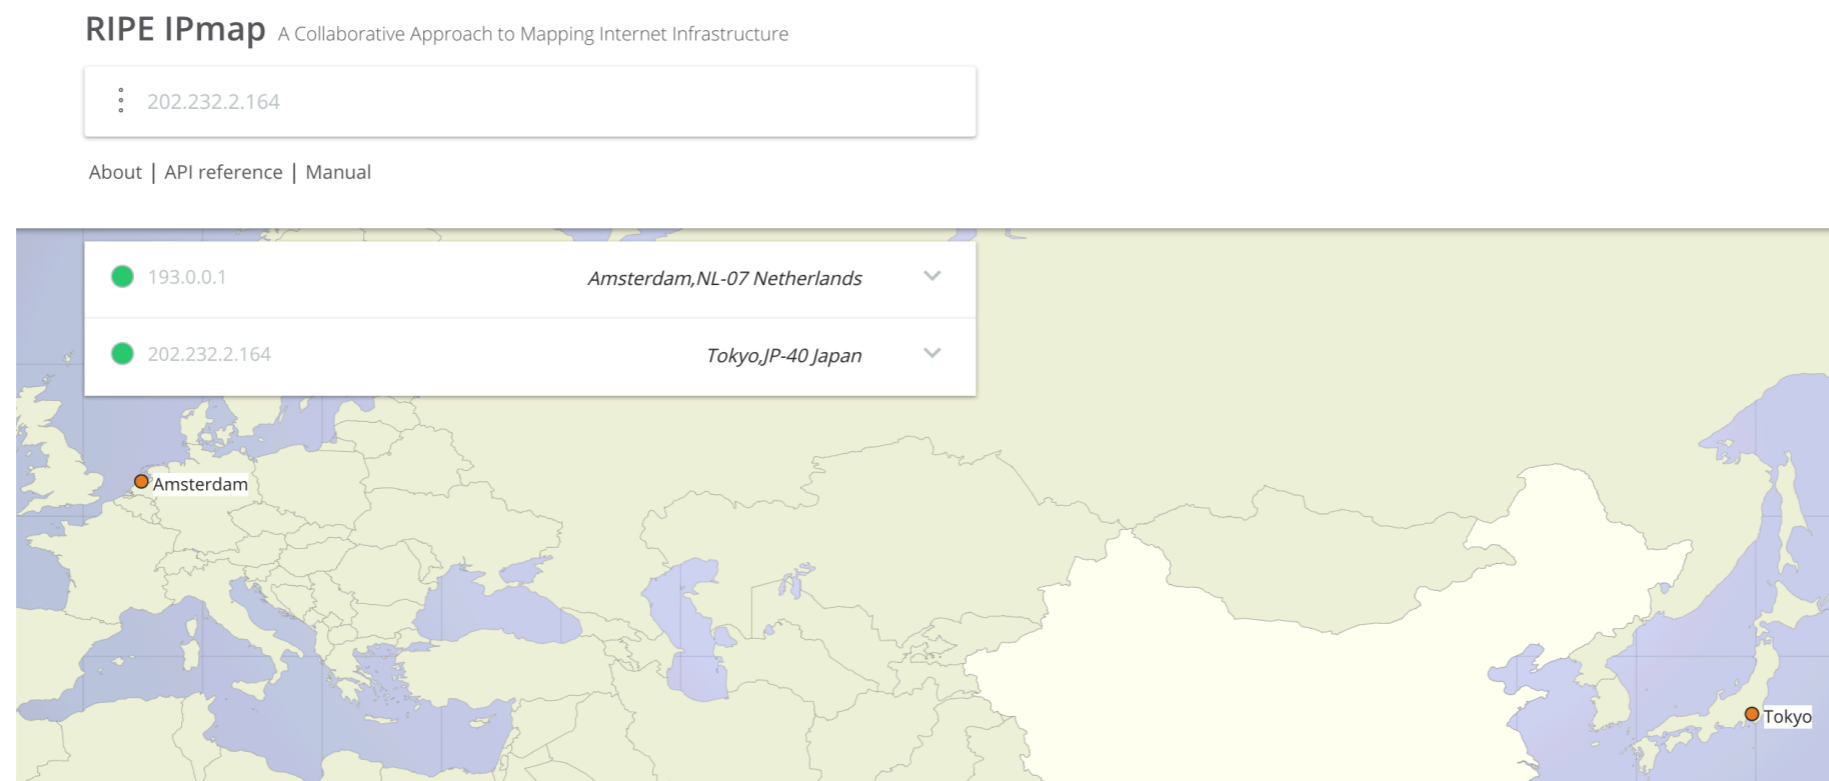 RIPE IPmap A Collaborative Approach to Mapping Internet Infrastructure
202.232.2.164
About | API reference | Manual
193.0.0.1 Amsterdam,NL-07 Netherlands
202.232.2.164 Tokyo,JP-40 Japan
Amsterdam
Tokyo